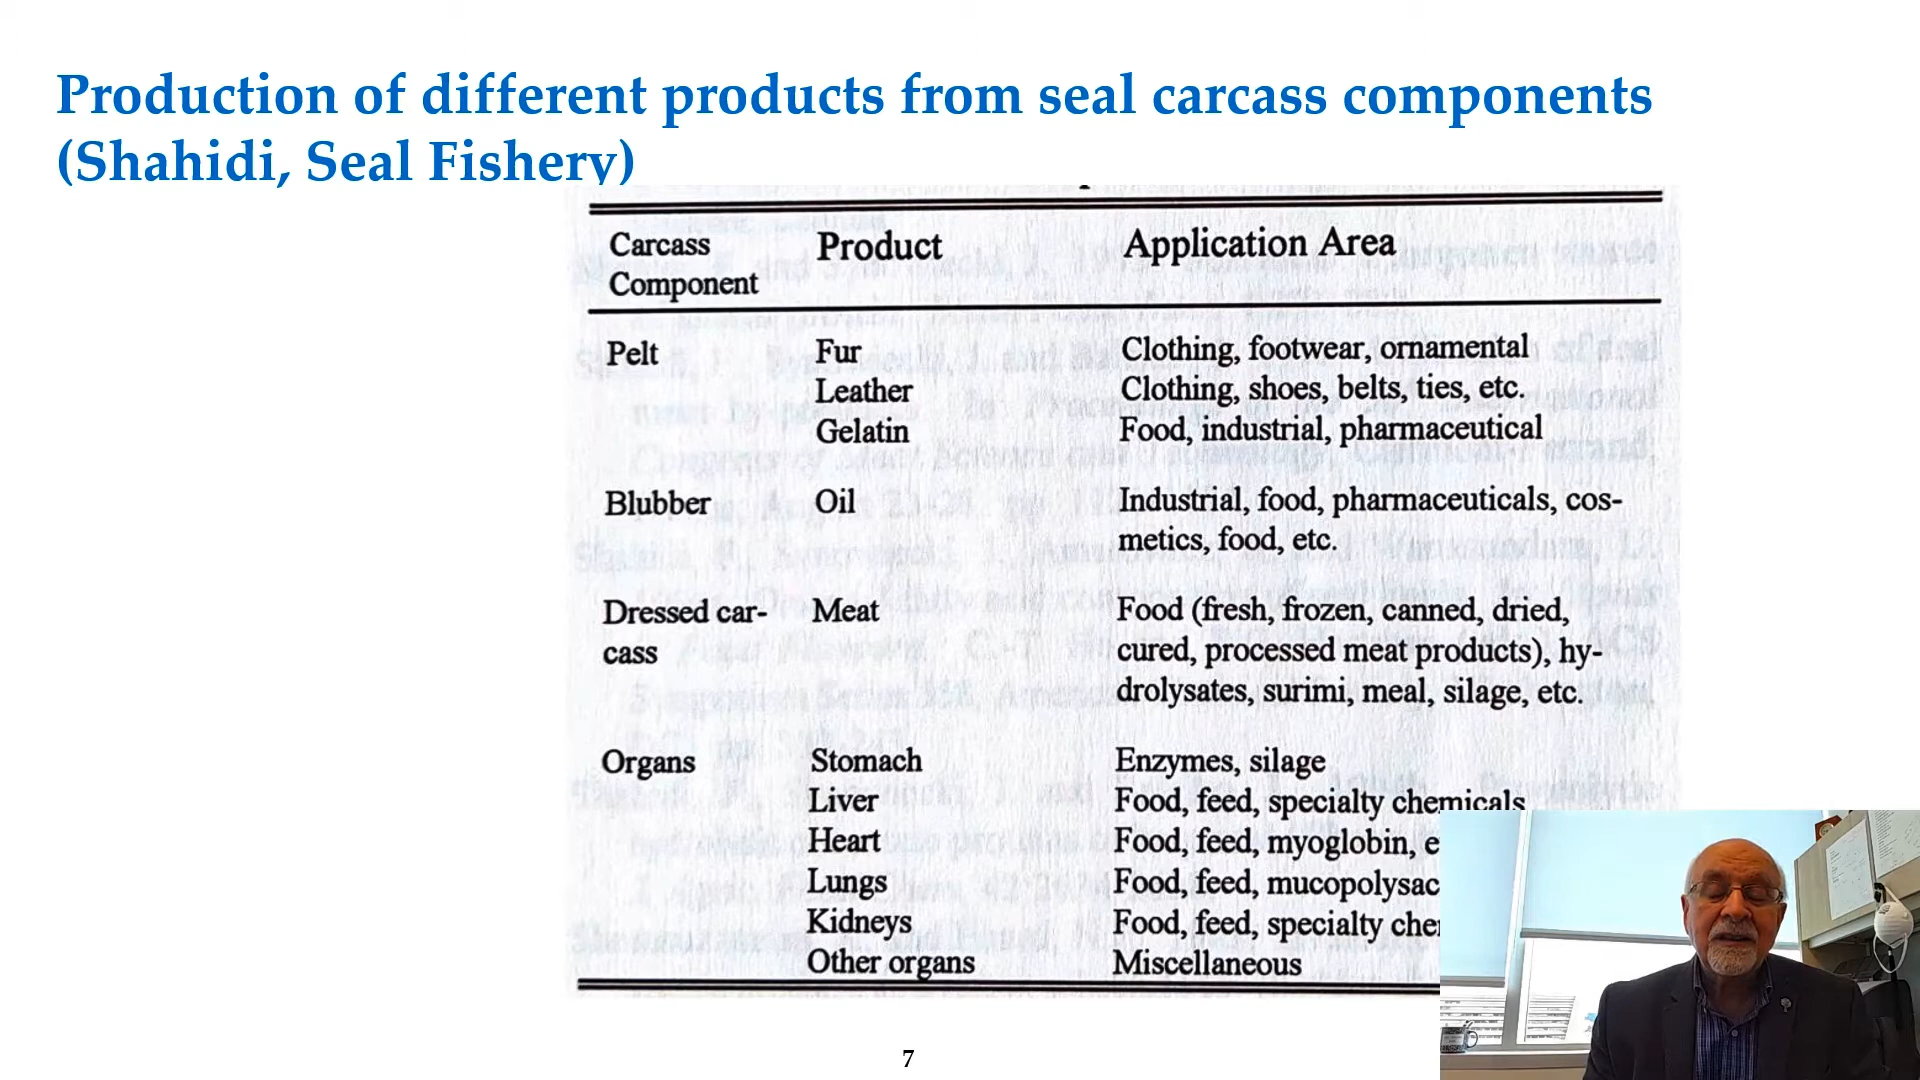 Production of different products from seal carcass components
(Shahidi, Seal Fishery)
Carcass Component Product Application Area
Pelt Fur Clothing, footwear, ornamental
Leather Clothing, shoes, belts, ties, etc.
Gelatin Food, industrial, pharmaceutical
Blubber Oil Industrial, food, pharmaceuticals, cos-
metics, food, etc.
Dressed car- Meat Food (fresh, frozen, canned, dried,
cass cured, processed meat products), hy-
drolysates, surimi, meal, silage, etc.
Organs Stomach Enzymes, silage
Liver Food, feed, specialty chemicals
Heart Food, feed, myoglobin,
Lungs Food, feed,
Kidneys Food, feed, specialty
Other organs Miscellaneous
7